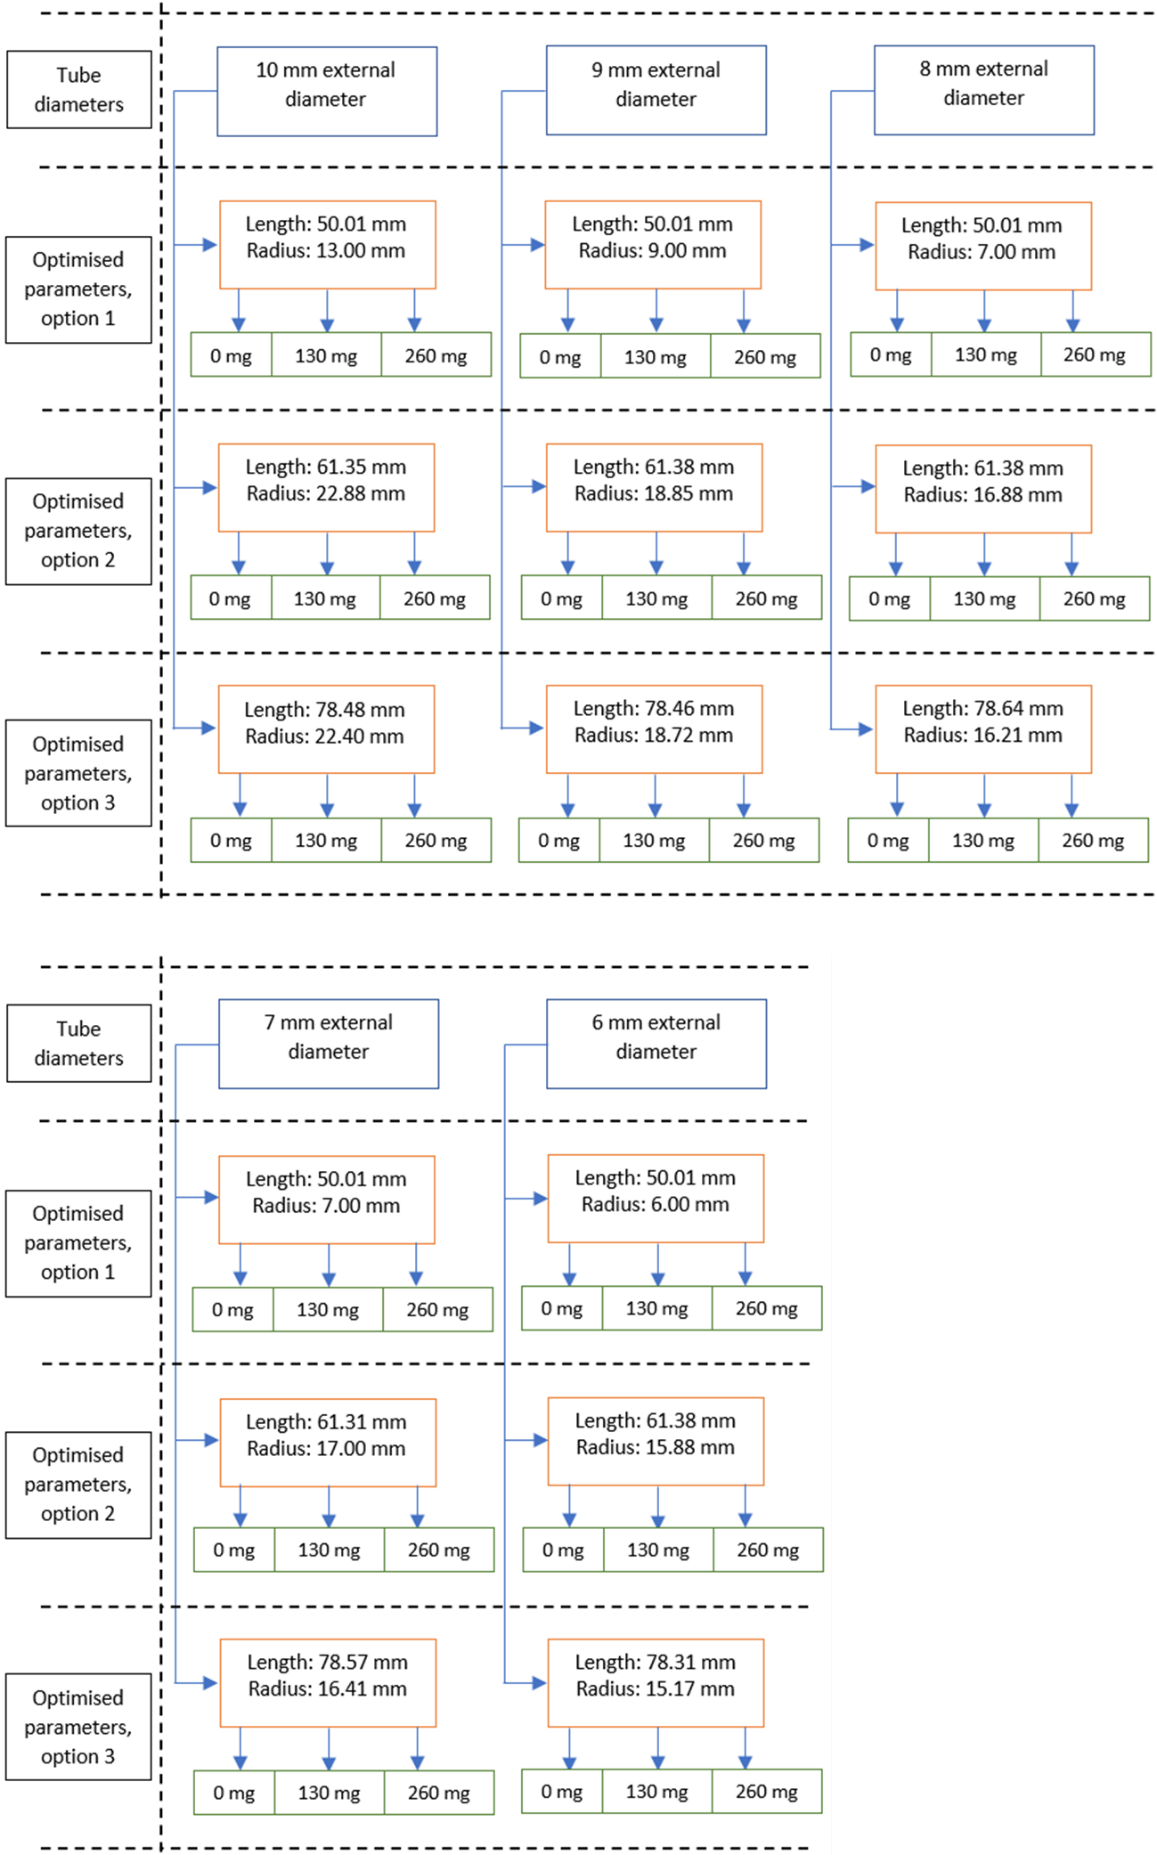 Tube
diameters
10 mm external
diameter
9 mm external
diameter
8 mm external
diameter
Optimised
parameters,
option 1
Length: 50.01 mm
Radius: 13.00 mm
0 mg
130 mg
260 mg
Length: 50.01 mm
Radius: 9.00 mm
0 mg
130 mg
260 mg
Length: 50.01 mm
Radius: 7.00 mm
0 mg
130 mg
260 mg
Optimised
parameters,
option 2
Length: 61.35 mm
Radius: 22.88 mm
0 mg
130 mg
260 mg
Length: 61.38 mm
Radius: 18.85 mm
0 mg
130 mg
260 mg
Length: 61.38 mm
Radius: 16.88 mm
0 mg
130 mg
260 mg
Optimised
parameters,
option 3
Length: 78.48 mm
Radius: 22.40 mm
0 mg
130 mg
260 mg
Length: 78.46 mm
Radius: 18.72 mm
0 mg
130 mg
260 mg
Length: 78.64 mm
Radius: 16.21 mm
0 mg
130 mg
260 mg
Tube
diameters
7 mm external
diameter
6 mm external
diameter
Optimised
parameters,
option 1
Length: 50.01 mm
Radius: 7.00 mm
0 mg
130 mg
260 mg
Length: 50.01 mm
Radius: 6.00 mm
0 mg
130 mg
260 mg
Optimised
parameters,
option 2
Length: 61.31 mm
Radius: 17.00 mm
0 mg
130 mg
260 mg
Length: 61.38 mm
Radius: 15.88 mm
0 mg
130 mg
260 mg
Optimised
parameters,
option 3
Length: 78.57 mm
Radius: 16.41 mm
0 mg
130 mg
260 mg
Length: 78.31 mm
Radius: 15.17 mm
0 mg
130 mg
260 mg